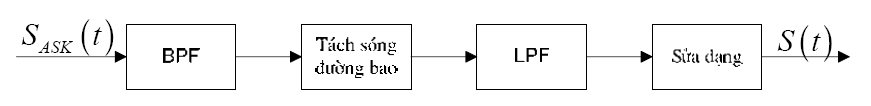 S_ASK(t)
BPF
Tách sóng
đường bao
LPF
Sửa dạng
S(t)